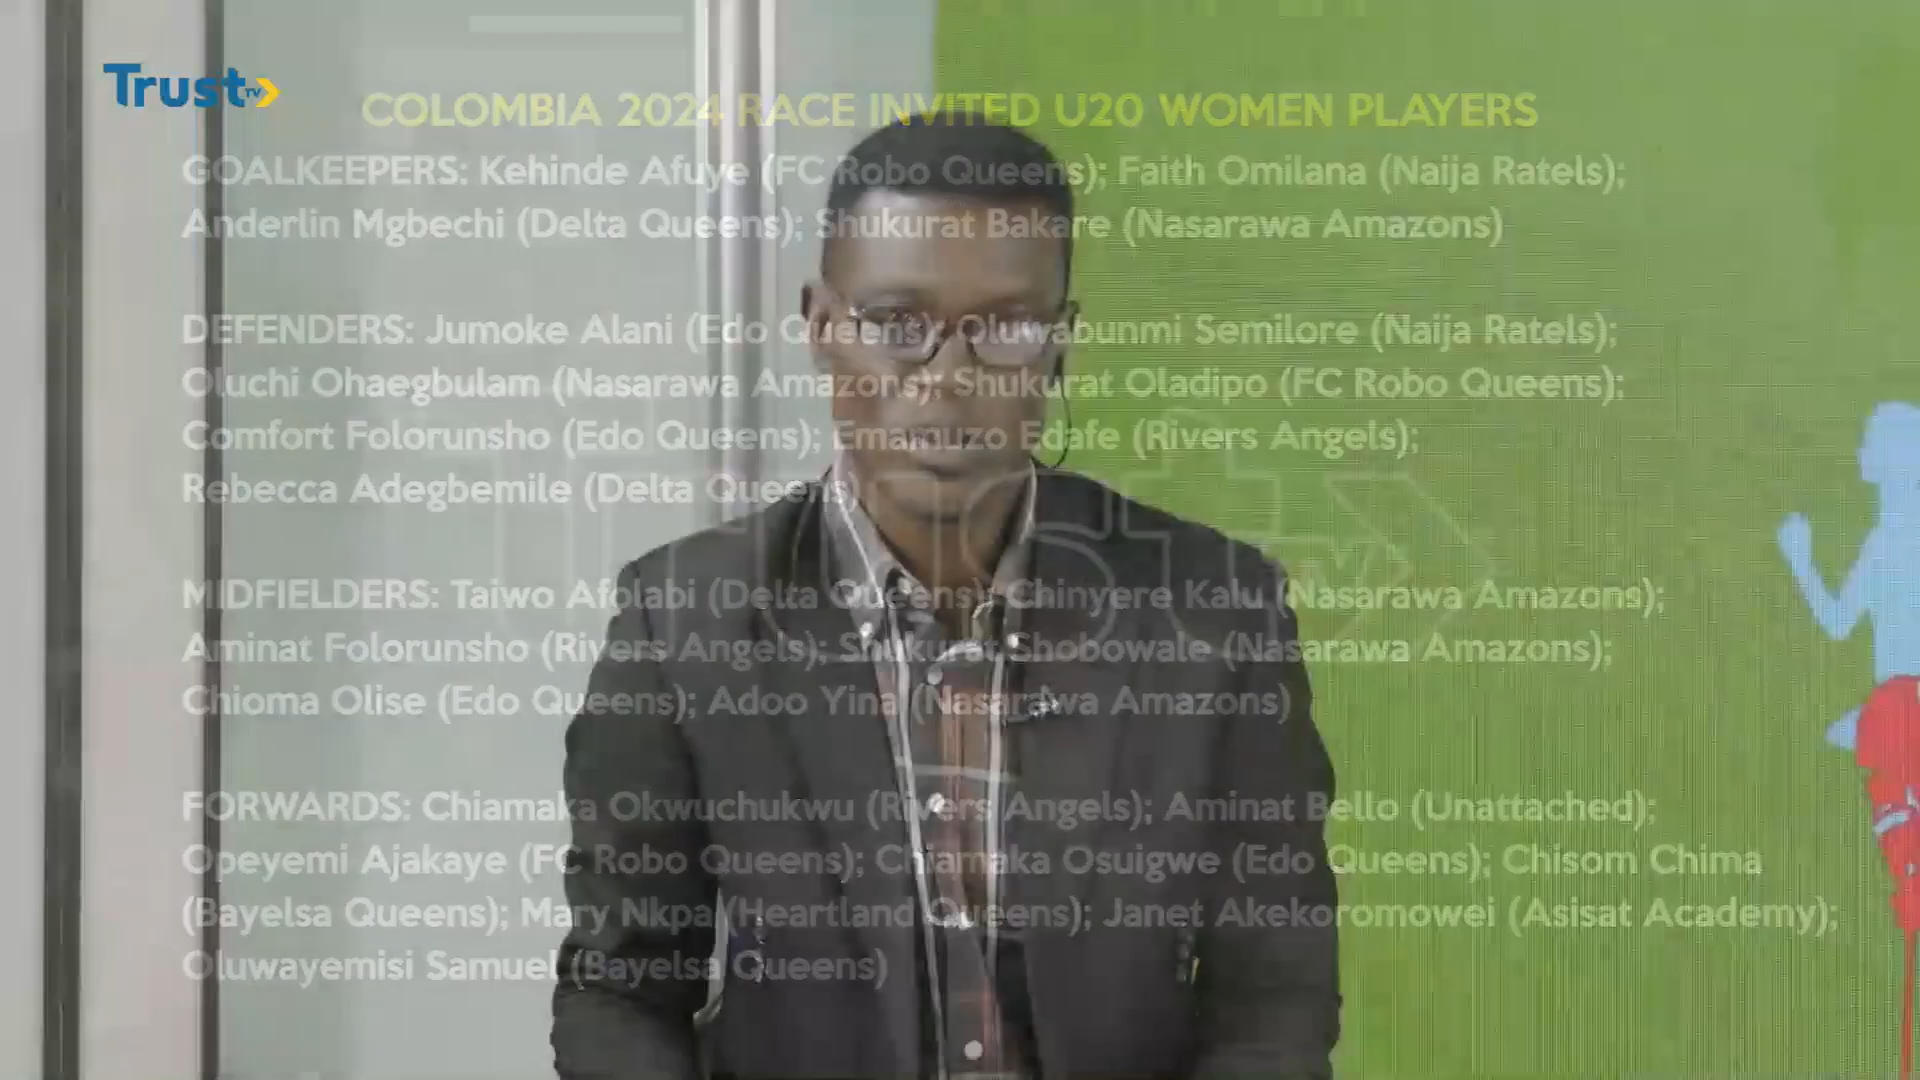 Trust TV
COLOMBIA 2024 RACE INVITED U20 WOMEN PLAYERS
GOALKEEPERS: Kehinde Afuye (FC Robo Queens); Faith Omilana (Naija Ratels);
Anderlin Mgbechi (Delta Queens); Shukurat Bakare (Nasarawa Amazons)
DEFENDERS: Jumoke Alani (Edo Queens); Oluwabunmi Semilore (Naija Ratels);
Oluchi Ohaegbulam (Nasarawa Amazons); Shukurat Oladipo (FC Robo Queens);
Comfort Folorunsho (Edo Queens); Edafe (Rivers Angels);
Rebecca Adegbemile (Delta Queens)
MIDFIELDERS: Taiwo Afolabi (Delta Queens); Chinyere Kalu (Nasarawa Amazons);
Aminat Folorunsho (Rivers Angels); Shukurat Shobowale (Nasarawa Amazons);
Chioma Olise (Edo Queens); Adoo Yina (Nasarawa Amazons)
FORWARDS: Chiamaka Okwuchukwu (Rivers Angels); Aminat Bello (Unattached);
Opeyemi Ajakaye (FC Robo Queens); Chiamaka Osuigwe (Edo Queens); Chisom Chima
(Bayelsa Queens); Mary Nkpa (Heartland Queens); Janet Akekoromowei (Asisat Academy);
Oluwayemisi Samuel (Bayelsa Queens)
Trust TV